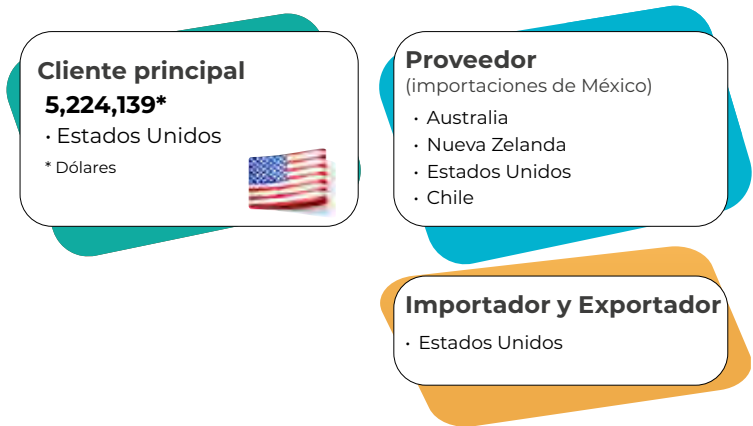 Cliente principal
5,224,139*
· Estados Unidos
* Dólares
Proveedor
(importaciones de México)
· Australia
· Nueva Zelanda
· Estados Unidos
· Chile
Importador y Exportador
· Estados Unidos